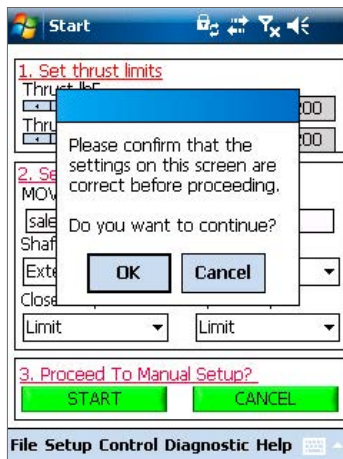 Start
1. Set thrust limits
Thrust lbF
00
Thru
00
Please confirm that the
settings on this screen are
correct before proceeding.
Do you want to continue?
OK Cancel
2. Se
MOV
sale
Shaf
Exte
Close
Limit Limit
3. Proceed To Manual Setup?
START CANCEL
File Setup Control Diagnostic Help